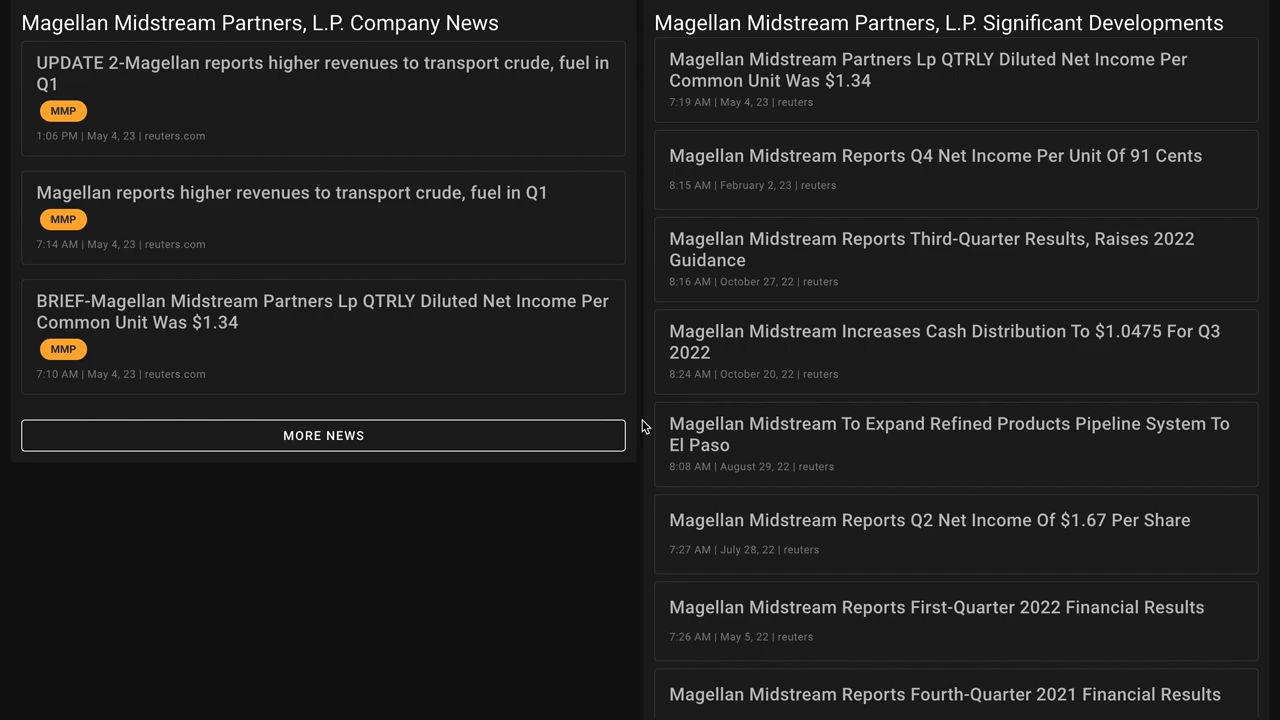 Magellan Midstream Partners, L.P. Company News
UPDATE 2-Magellan reports higher revenues to transport crude, fuel in
Q1
MMP
1:06 PM | May 4, 23 | reuters.com
Magellan reports higher revenues to transport crude, fuel in Q1
MMP
7:14 AM | May 4, 23 | reuters.com
BRIEF-Magellan Midstream Partners Lp QTRLY Diluted Net Income Per
Common Unit Was $1.34
MMP
7:10 AM | May 4, 23 | reuters.com
MORE NEWS
Magellan Midstream Partners, L.P. Significant Developments
Magellan Midstream Partners Lp QTRLY Diluted Net Income Per
Common Unit Was $1.34
7:19 AM | May 4, 23 | reuters
Magellan Midstream Reports Q4 Net Income Per Unit Of 91 Cents
8:15 AM | February 2, 23 | reuters
Magellan Midstream Reports Third-Quarter Results, Raises 2022
Guidance
8:16 AM | October 27, 22 | reuters
Magellan Midstream Increases Cash Distribution To $1.0475 For Q3
2022
8:24 AM | October 20, 22 | reuters
Magellan Midstream To Expand Refined Products Pipeline System To
El Paso
8:08 AM | August 29, 22 | reuters
Magellan Midstream Reports Q2 Net Income Of $1.67 Per Share
7:27 AM | July 28, 22 | reuters
Magellan Midstream Reports First-Quarter 2022 Financial Results
7:26 AM | May 5, 22 | reuters
Magellan Midstream Reports Fourth-Quarter 2021 Financial Results